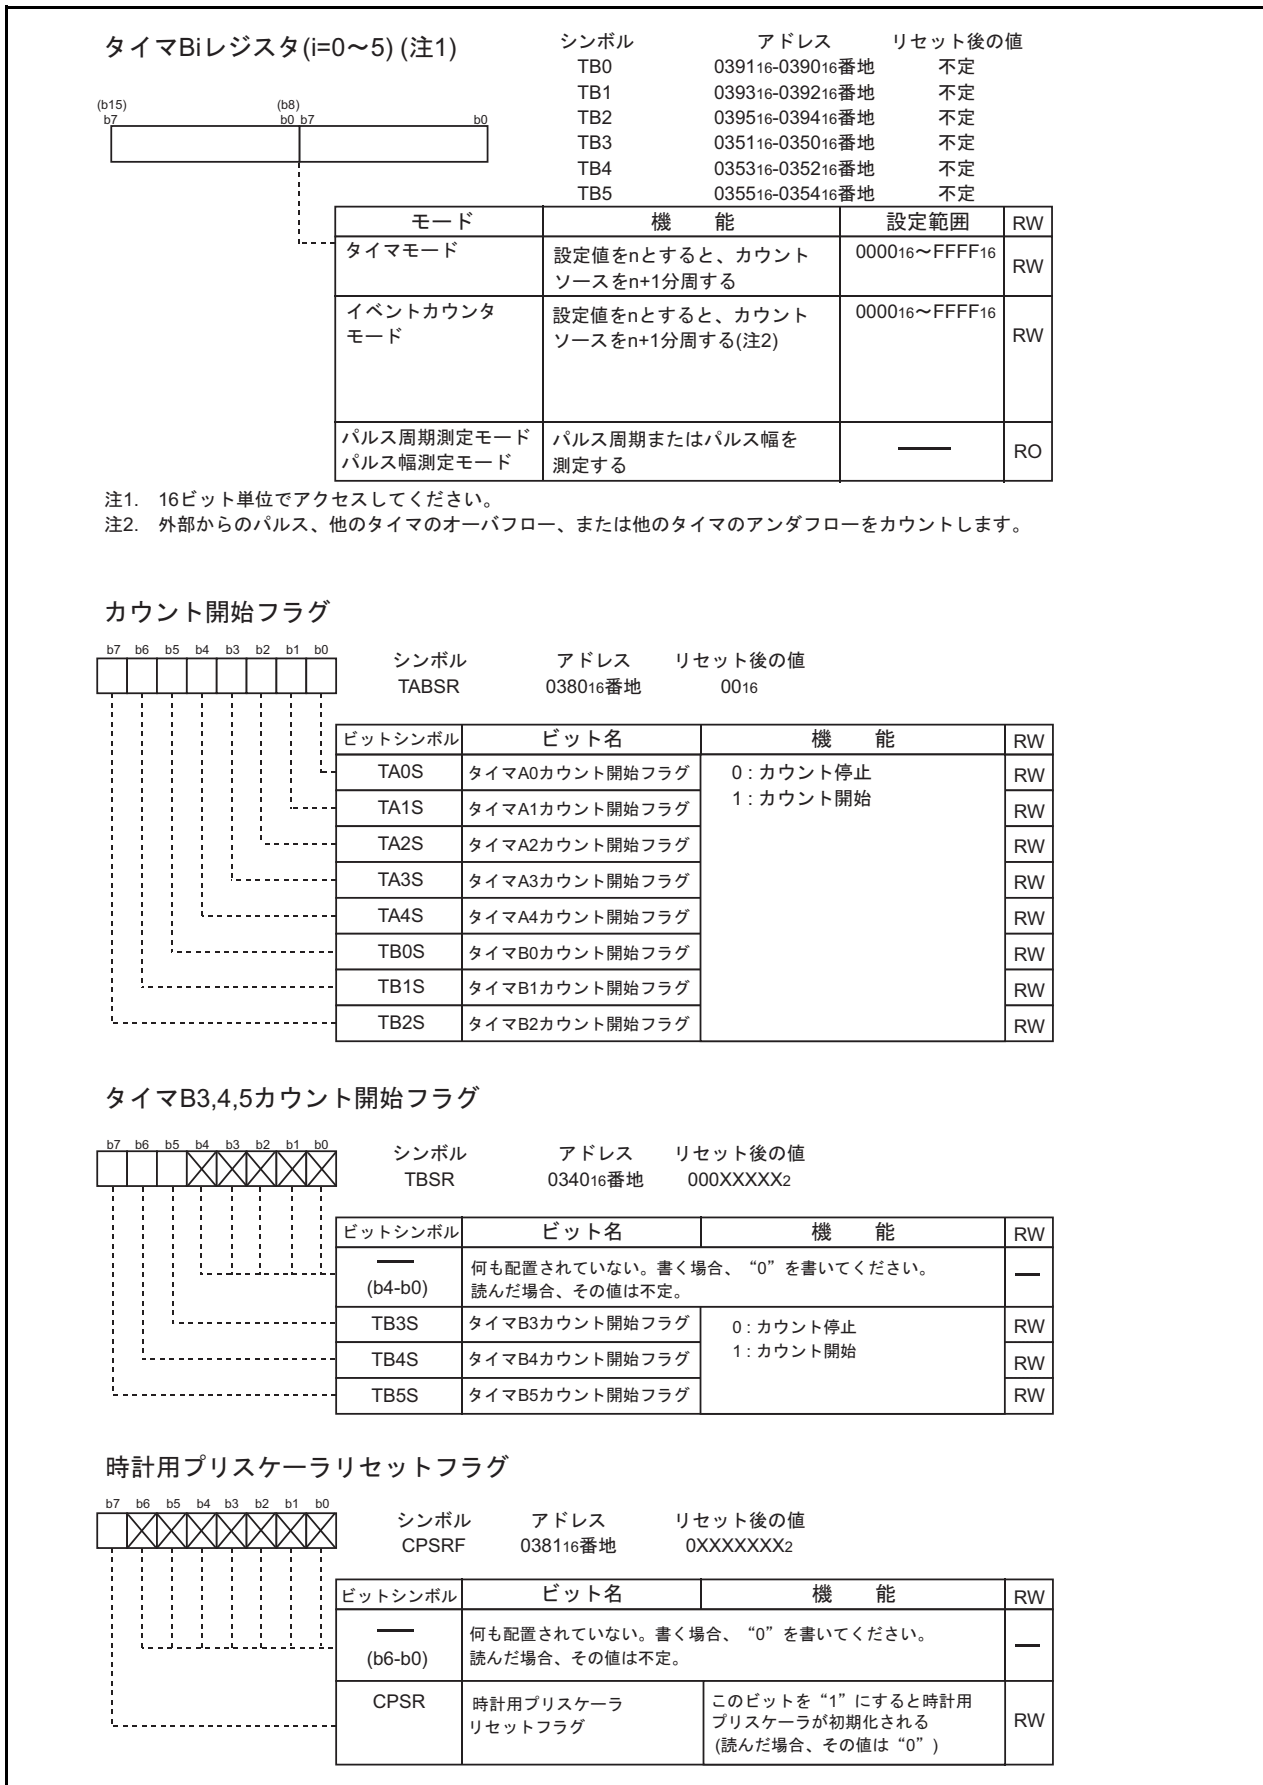 タイマBiレジスタ(i=0～5) (注1)
シンボル アドレス リセット後の値
TB0 039116-039016番地 不定
TB1 039316-039216番地 不定
TB2 039516-039416番地 不定
TB3 035116-035016番地 不定
TB4 035316-035216番地 不定
TB5 035516-035416番地 不定
(b15) (b8)
b7 b0 b7 b0
モード 機 能 設定範囲 RW
タイマモード 設定値をnとすると、カウント 000016～FFFF16 RW
ソースをn+1分周する
イベントカウンタ 設定値をnとすると、カウント 000016～FFFF16
モード ソースをn+1分周する(注2) RW
パルス周期測定モード パルス周期またはパルス幅を
パルス幅測定モード 測定する — RO
注1. 16ビット単位でアクセスしてください。
注2. 外部からのパルス、他のタイマのオーバフロー、または他のタイマのアンダフローをカウントします。
カウント開始フラグ
b7 b6 b5 b4 b3 b2 b1 b0
シンボル アドレス リセット後の値
TABSR 038016番地 0016
ビットシンボル ビット名 機 能 RW
TA0S タイマA0カウント開始フラグ 0 : カウント停止 RW
1 : カウント開始
TA1S タイマA1カウント開始フラグ RW
TA2S タイマA2カウント開始フラグ RW
TA3S タイマA3カウント開始フラグ RW
TA4S タイマA4カウント開始フラグ RW
TB0S タイマB0カウント開始フラグ RW
TB1S タイマB1カウント開始フラグ RW
TB2S タイマB2カウント開始フラグ RW
タイマB3,4,5カウント開始フラグ
b7 b6 b5 b4 b3 b2 b1 b0
シンボル アドレス リセット後の値
TBSR 034016番地 000XXXXX2
ビットシンボル ビット名 機 能 RW
— 何も配置されていない。書く場合、“0”を書いてください。 —
(b4-b0) 読んだ場合、その値は不定。
TB3S タイマB3カウント開始フラグ 0 : カウント停止 RW
1 : カウント開始
TB4S タイマB4カウント開始フラグ RW
TB5S タイマB5カウント開始フラグ RW
時計用プリスケーラリセットフラグ
b7 b6 b5 b4 b3 b2 b1 b0
シンボル アドレス リセット後の値
CPSRF 038116番地 0XXXXXXX2
ビットシンボル ビット名 機 能 RW
— 何も配置されていない。書く場合、“0”を書いてください。 —
(b6-b0) 読んだ場合、その値は不定。
CPSR 時計用プリスケーラ このビットを“1”にすると時計用
リセットフラグ プリスケーラが初期化される RW
(読んだ場合、その値は“0”)